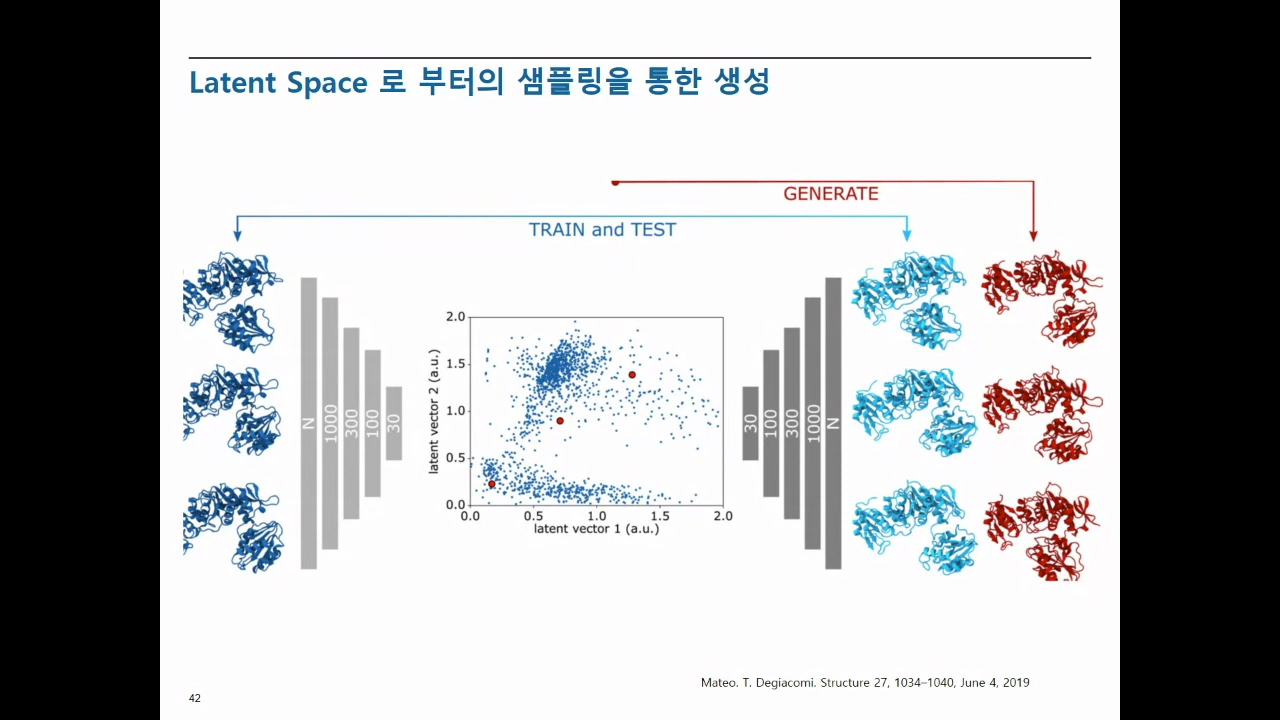 Latent Space 로 부터의 샘플링을 통한 생성
GENERATE
TRAIN and TEST
N
1000
300
100
30
2.0
1.5
1.0
0.5
0.0
latent vector 2 (a.u.)
0.0 0.5 1.0 1.5 2.0
latent vector 1 (a.u.)
30
100
300
1000
N
Mateo. T. Degiacomi. Structure 27, 1034–1040, June 4, 2019
42